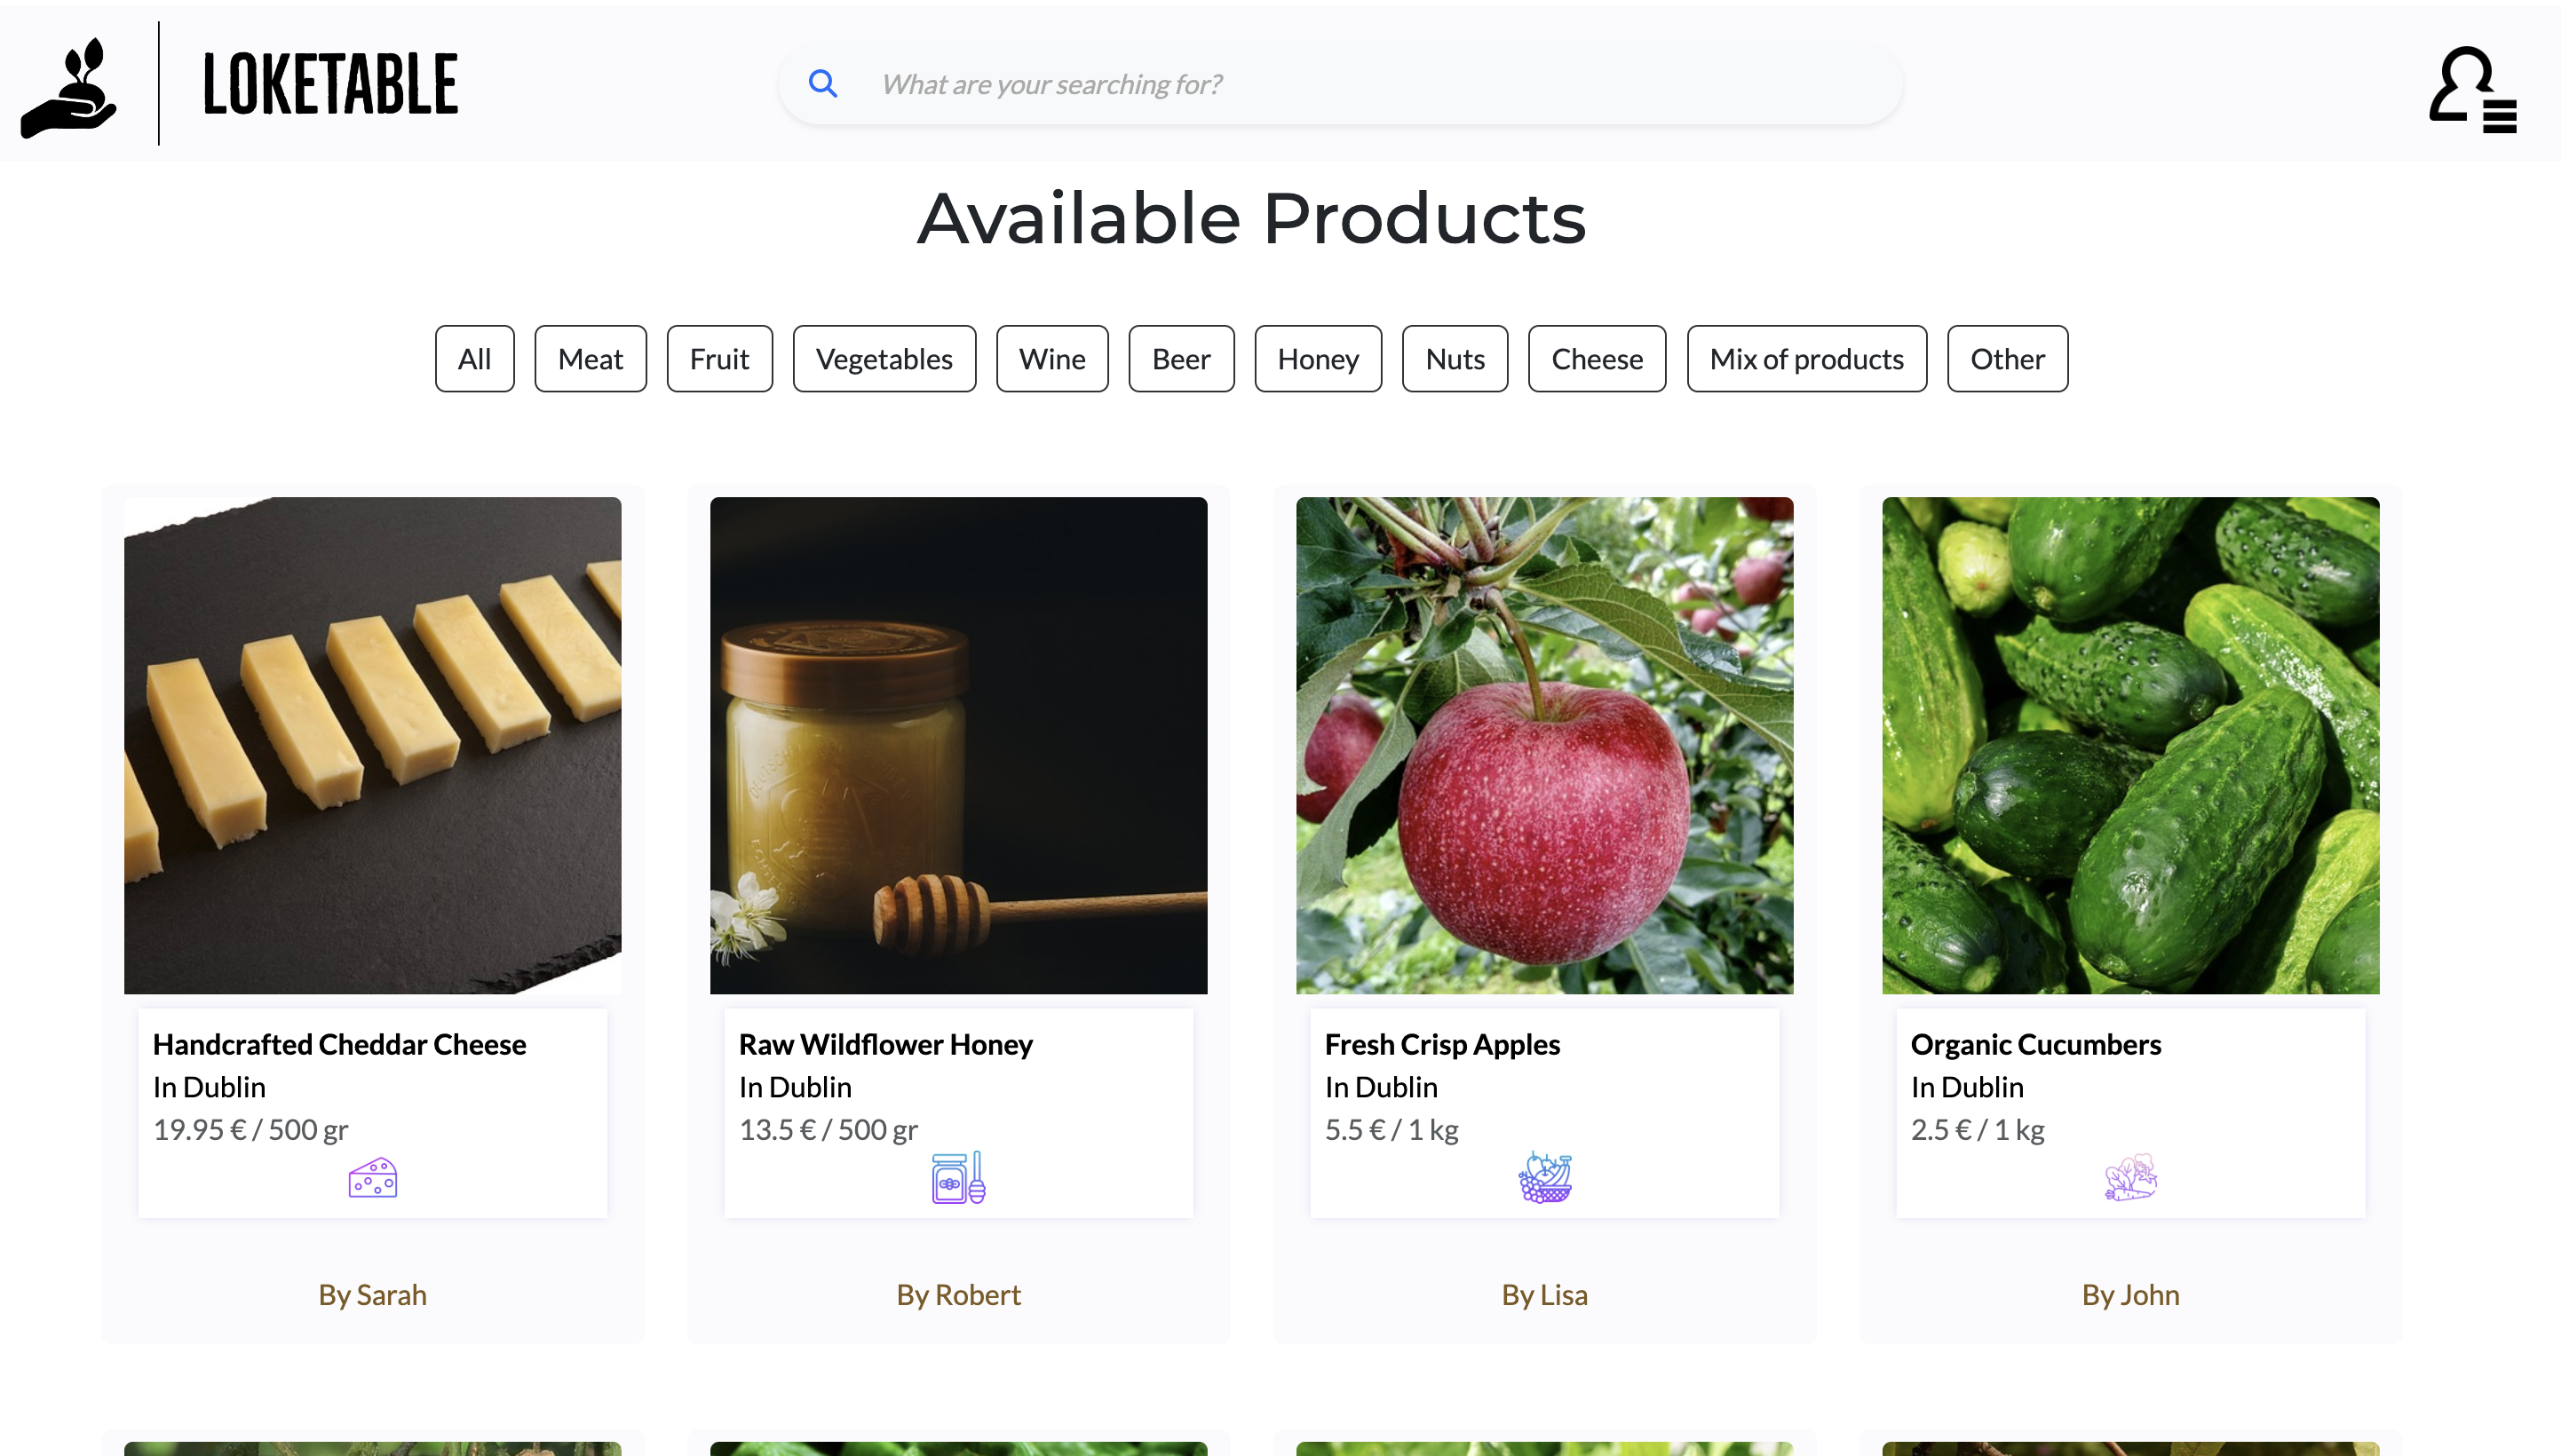 LOKETABLE
What are your searching for?
Available Products
All
Meat
Fruit
Vegetables
Wine
Beer
Honey
Nuts
Cheese
Mix of products
Other
Handcrafted Cheddar Cheese
In Dublin
19.95 € / 500 gr
By Sarah
Raw Wildflower Honey
In Dublin
13.5 € / 500 gr
By Robert
Fresh Crisp Apples
In Dublin
5.5 € / 1 kg
By Lisa
Organic Cucumbers
In Dublin
2.5 € / 1 kg
By John